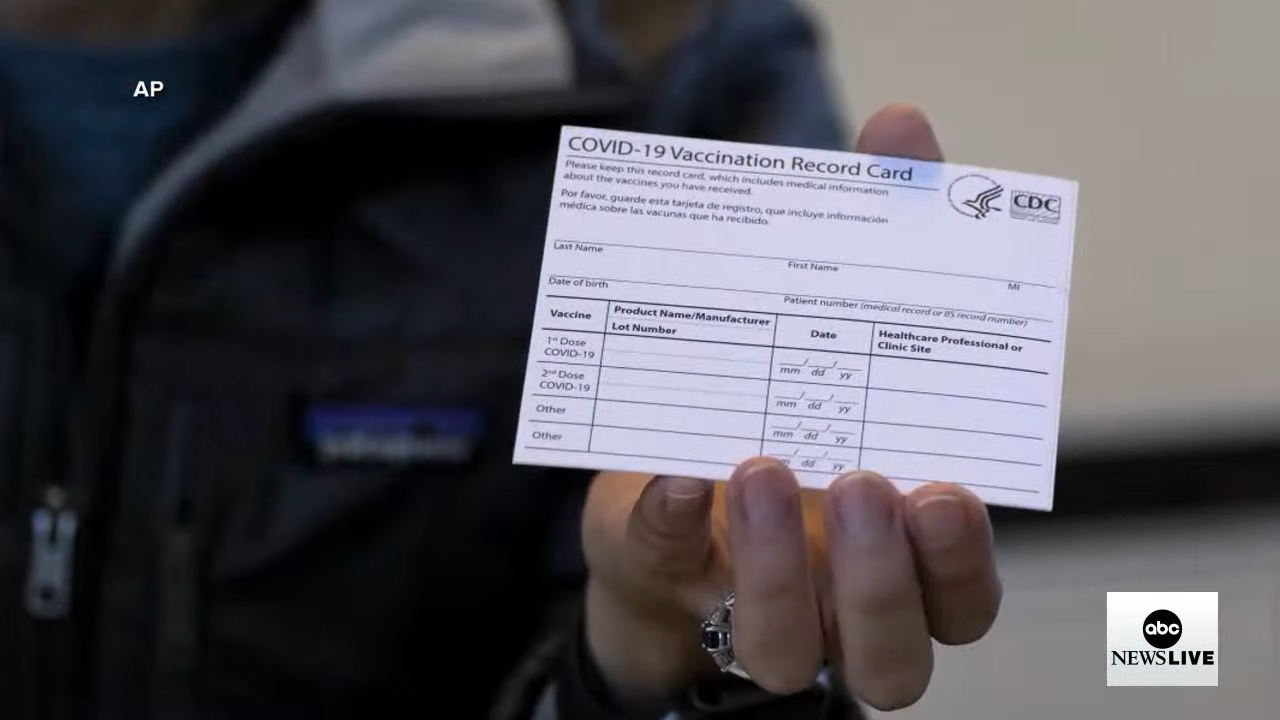 AP
COVID-19 Vaccination Record Card
Please keep this record card, which includes medical information
about the vaccines you have received.
Por favor, guarde esta tarjeta de registro, que incluye información
médica sobre las vacunas que ha recibido.
CDC
Last Name
First Name
MI
Date of birth
Patient number (medical record or IIS record number)
Vaccine
Product Name/Manufacturer
Lot Number
Date
Healthcare Professional or
Clinic Site
1st Dose
COVID-19
mm dd yy
2nd Dose
COVID-19
mm dd yy
Other
mm dd yy
Other
mm dd yy
abc
NEWSLIVE